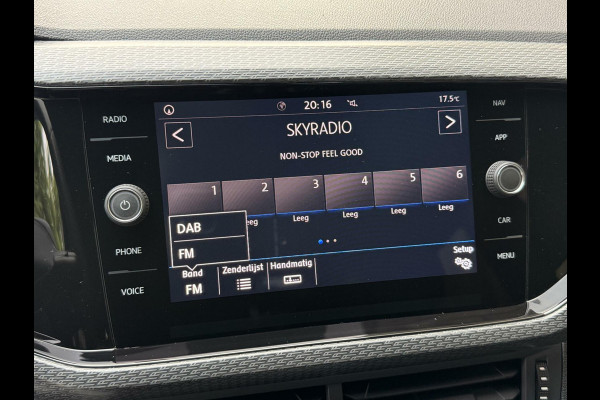 20:16
17.5°C
RADIO
NAV
SKYRADIO
APP
MEDIA
NON-STOP FEEL GOOD
1 2 3 4 5 6
Leeg Leeg Leeg Leeg Leeg
DAB
CAR
PHONE
FM
Setup
Band Zenderlijst Handmatig
MENU
VOICE
FM